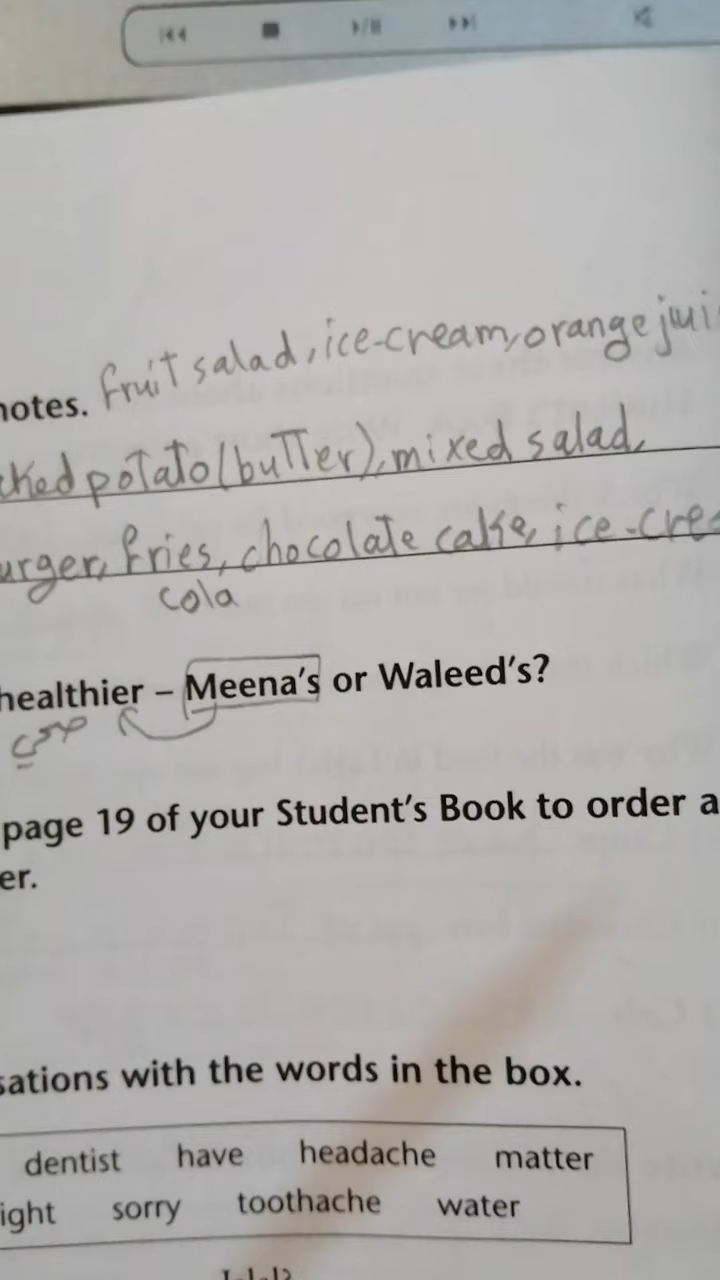 fruit salad, ice-cream, orange jui
notes.
cked potato (butter), mixed salad,
urger, fries, chocolate cake, ice-crea
cola
healthier – Meena's or Waleed's?
page 19 of your Student's Book to order a
er.
sations with the words in the box.
dentist have headache matter
ight sorry toothache water